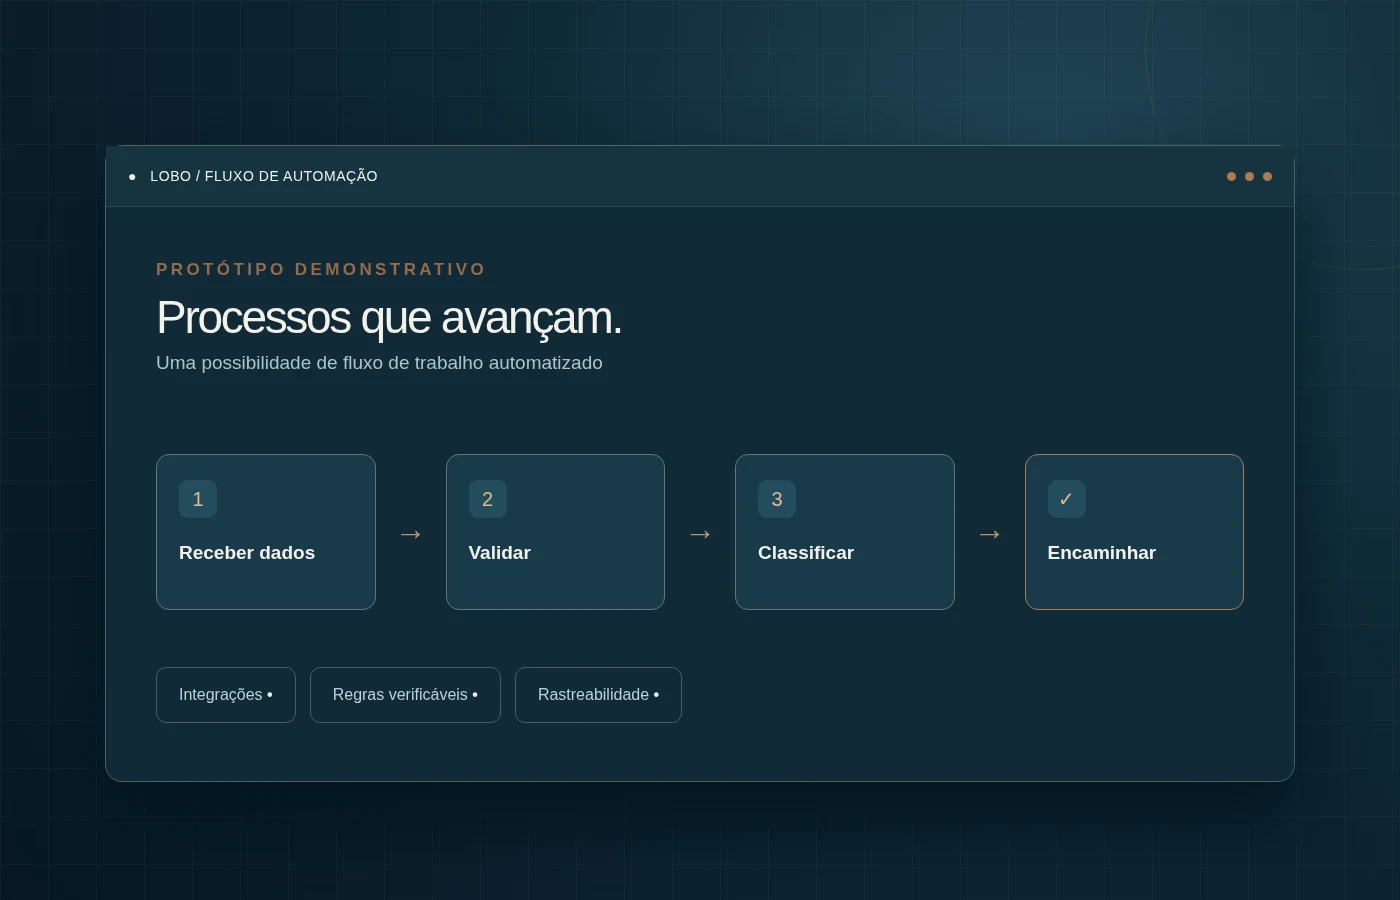 • LOBO / FLUXO DE AUTOMAÇÃO
PROTÓTIPO DEMONSTRATIVO
Processos que avançam.
Uma possibilidade de fluxo de trabalho automatizado
1
Receber dados
→
2
Validar
→
3
Classificar
→
✓
Encaminhar
Integrações •
Regras verificáveis •
Rastreabilidade •